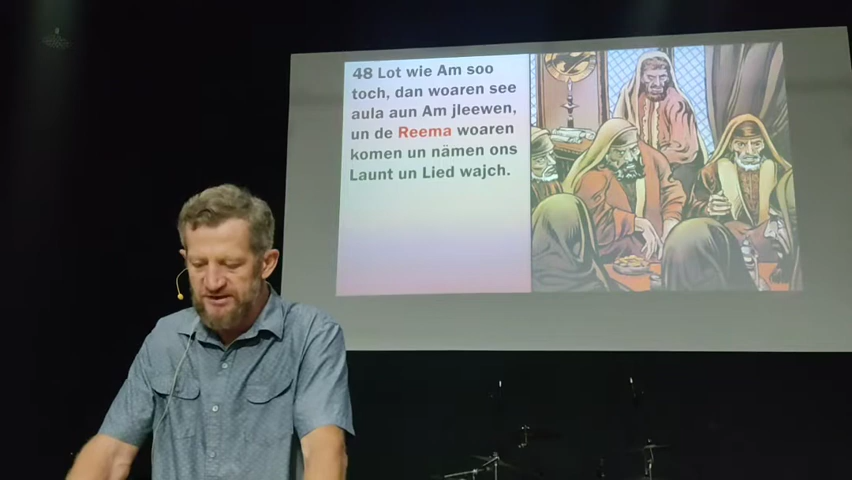 48 Lot wie Am soo
toch, dan woaren see
aula aun Am jleewen,
un de Reema woaren
komen un nämen ons
Launt un Lied wajch.